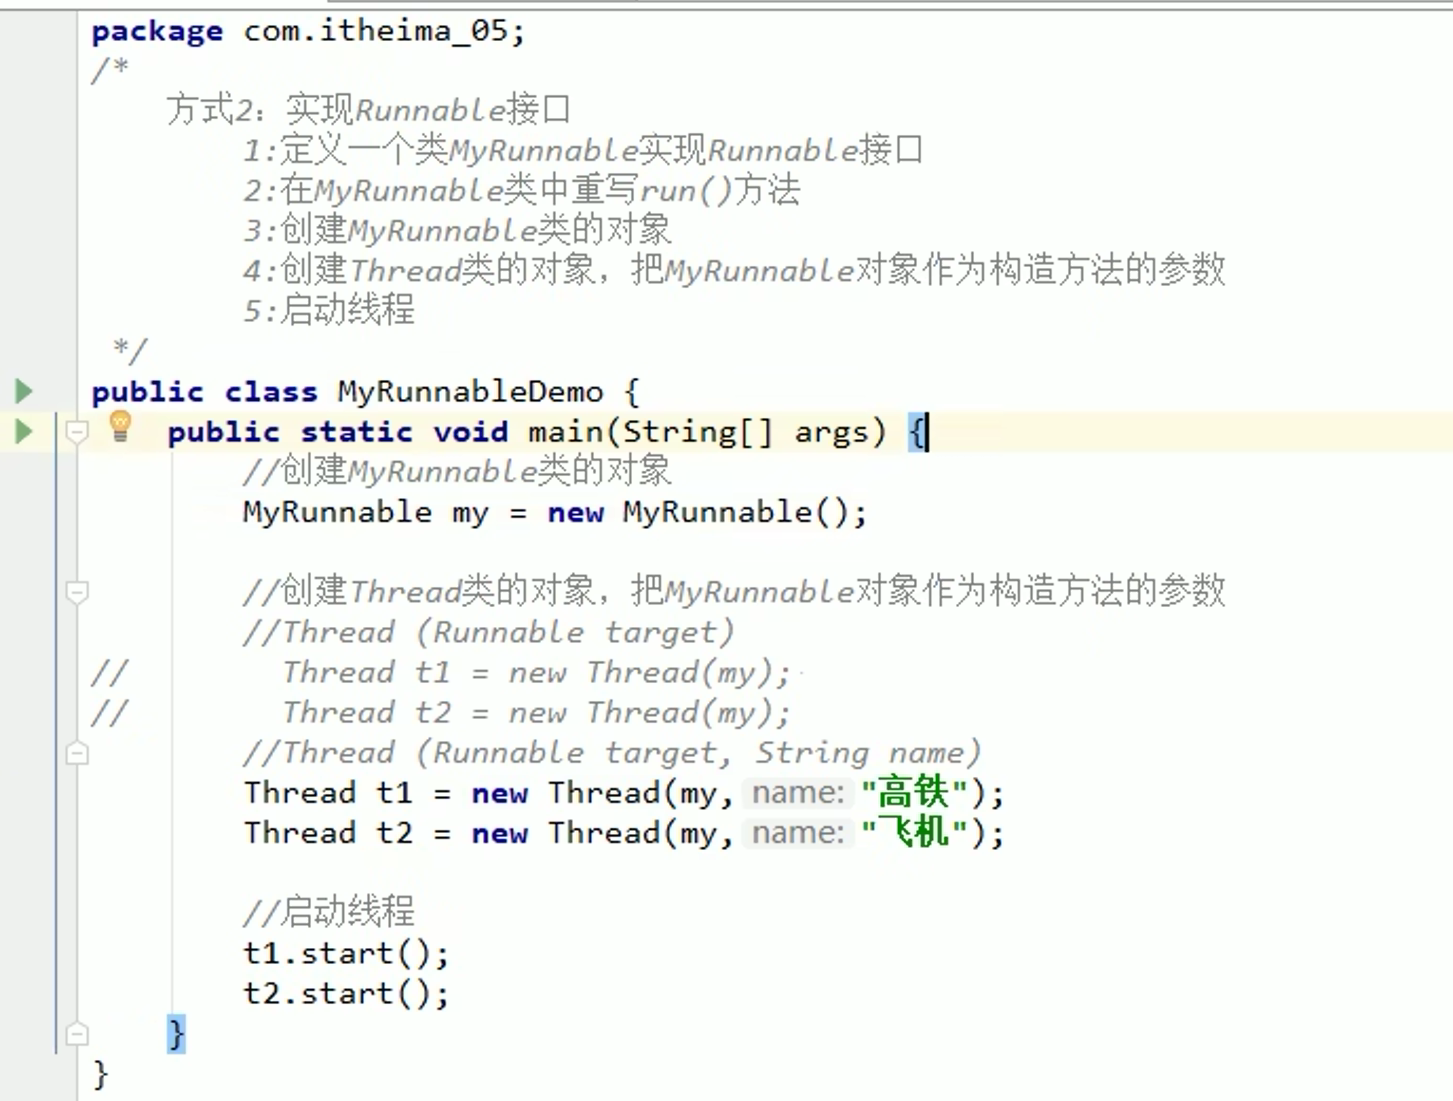 package com.itheima_05;
/*
方式2：实现Runnable接口
1:定义一个类MyRunnable实现Runnable接口
2:在MyRunnable类中重写run()方法
3:创建MyRunnable类的对象
4:创建Thread类的对象，把MyRunnable对象作为构造方法的参数
5:启动线程
*/
public class MyRunnableDemo {
public static void main(String[] args) {
//创建MyRunnable类的对象
MyRunnable my = new MyRunnable();
//创建Thread类的对象，把MyRunnable对象作为构造方法的参数
//Thread (Runnable target)
// Thread t1 = new Thread(my);
// Thread t2 = new Thread(my);
//Thread (Runnable target, String name)
Thread t1 = new Thread(my, name: "高铁");
Thread t2 = new Thread(my, name: "飞机");
//启动线程
t1.start();
t2.start();
}
}